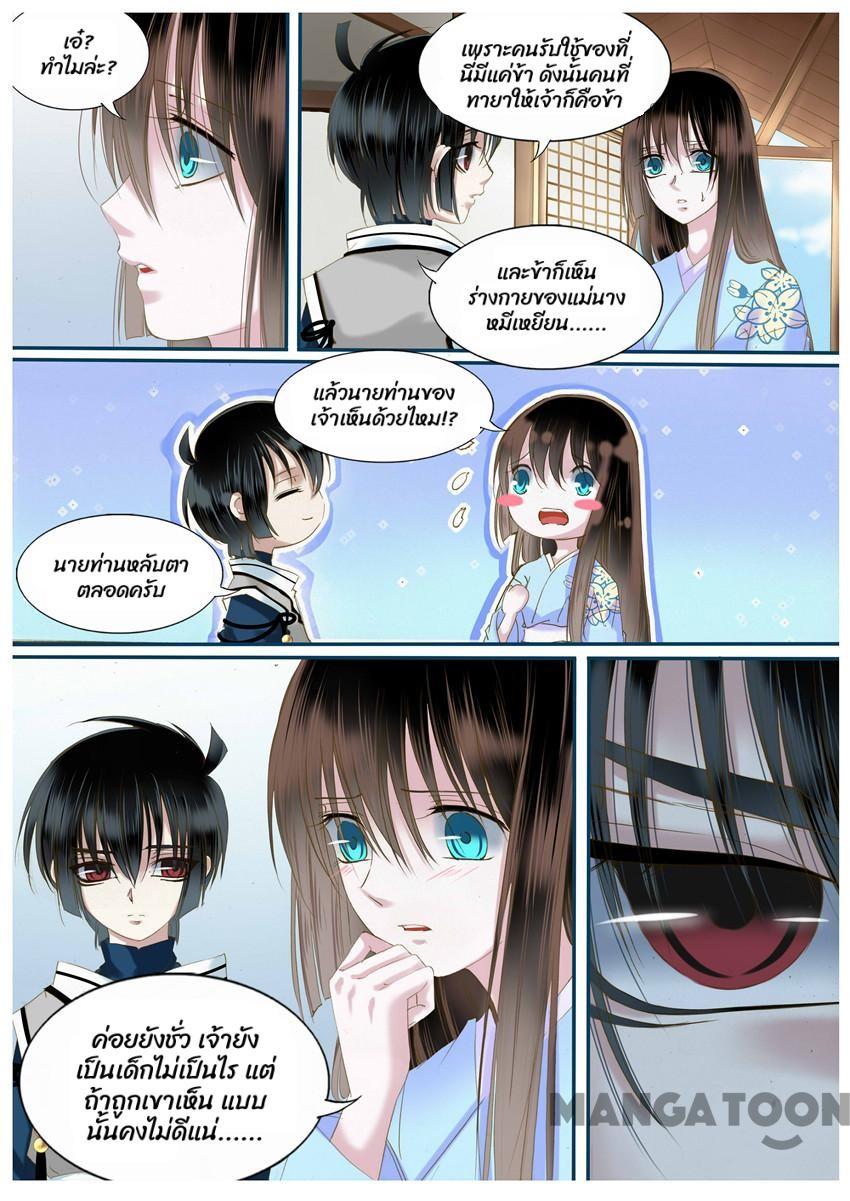 เอ๋?
ทำไมล่ะ?
เพราะคนรับใช้ของที่
นี่มีแค่ข้า ดังนั้นคนที่
ทายาให้เจ้าก็คือข้า
และข้าก็เห็น
ร่างกายของแม่นาง
หมีเหยียน......
แล้วนายท่านของ
เจ้าเห็นด้วยไหม!?
นายท่านหลับตา
ตลอดครับ
ค่อยยังชั่ว เจ้ายัง
เป็นเด็กไม่เป็นไร แต่
ถ้าถูกเขาเห็น แบบ
นั้นคงไม่ดีแน่......
MANGATOON